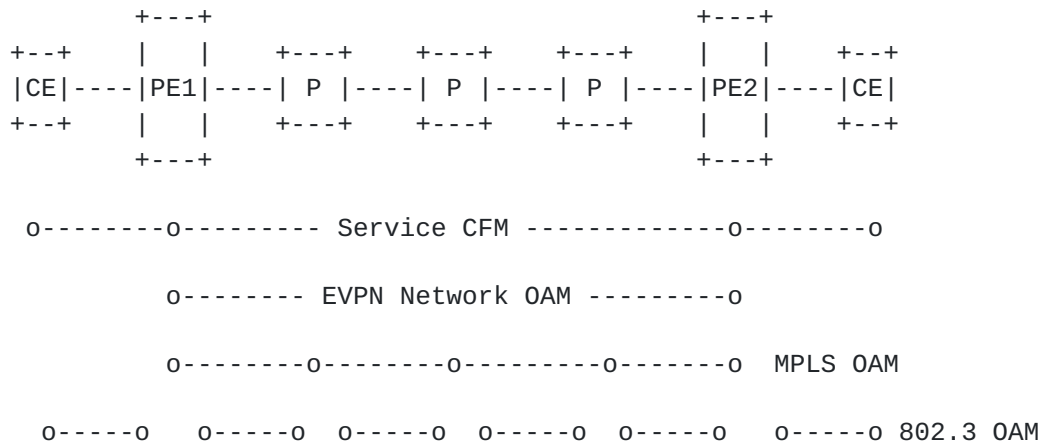 +---+                               +---+
+--+    |   |    +---+    +---+    +---+    |   |    +--+
|CE|----|PE1|----| P |----| P |----| P |----|PE2|----|CE|
+--+    |   |    +---+    +---+    +---+    |   |    +--+
        +---+                               +---+
 o--------o--------- Service CFM -------------o--------o
          o-------- EVPN Network OAM ---------o
          o--------o--------o---------o-------o  MPLS OAM
  o-----o   o-----o  o-----o  o-----o  o-----o   o-----o 802.3 OAM